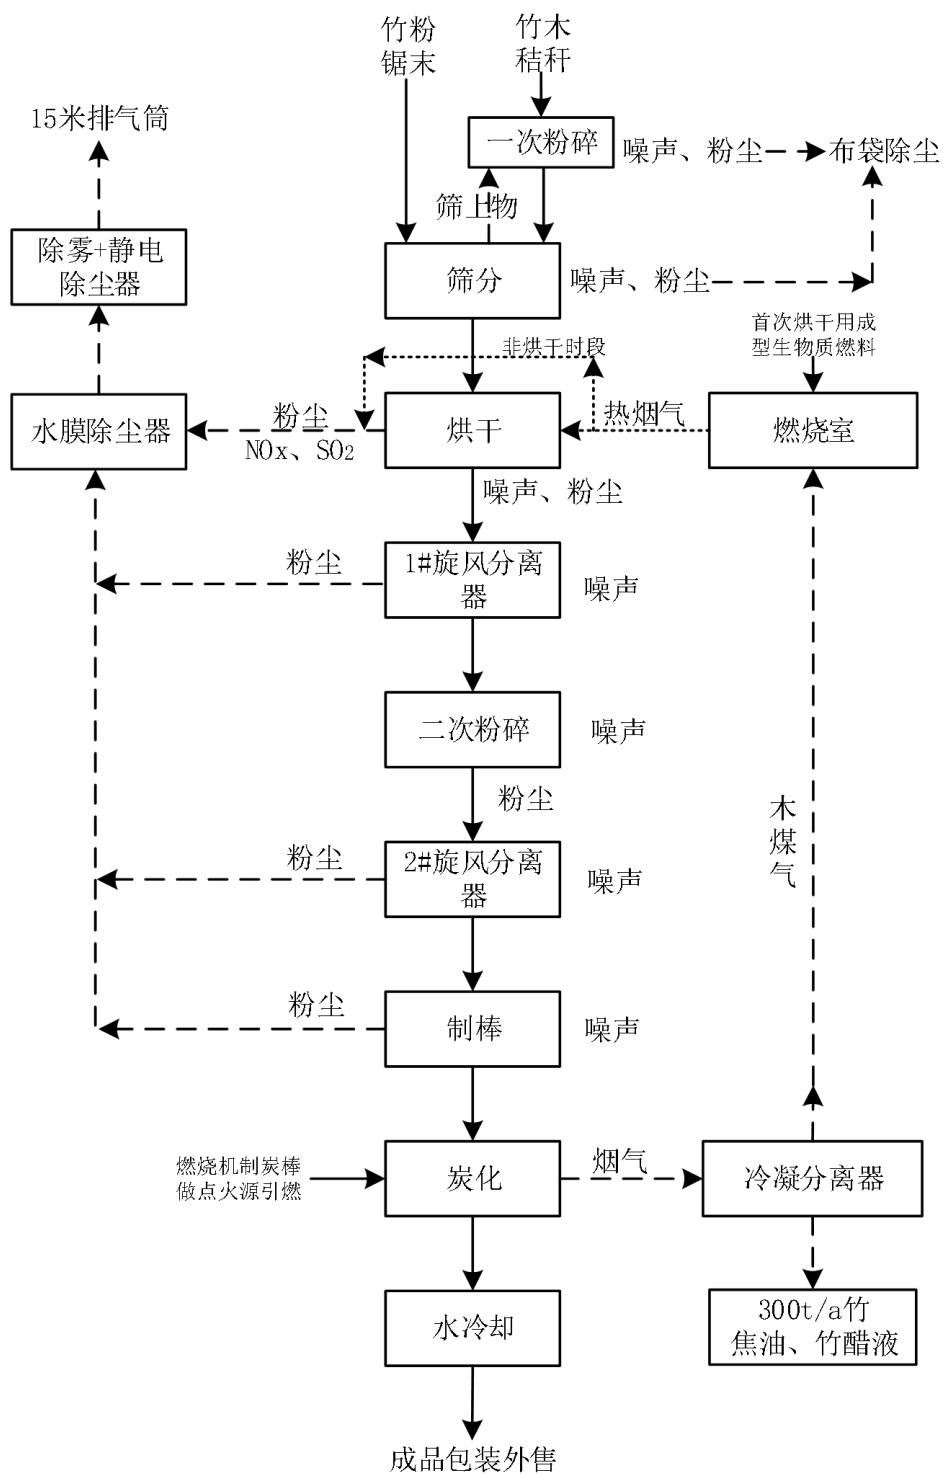 竹粉
锯末
竹木
秸秆
15米排气筒
一次粉碎
噪声、粉尘
布袋除尘
筛上物
除雾+静电
除尘器
筛分
噪声、粉尘
首次烘干用成
型生物质燃料
非烘干时段
水膜除尘器
粉尘
NOx、SO2
烘干
热烟气
燃烧室
噪声、粉尘
粉尘
1#旋风分离
器
噪声
二次粉碎
噪声
粉尘
木
煤
气
粉尘
2#旋风分离
器
噪声
粉尘
制棒
噪声
燃烧机制炭棒
做点火源引燃
炭化
烟气
冷凝分离器
水冷却
300t/a竹
焦油、竹醋液
成品包装外售